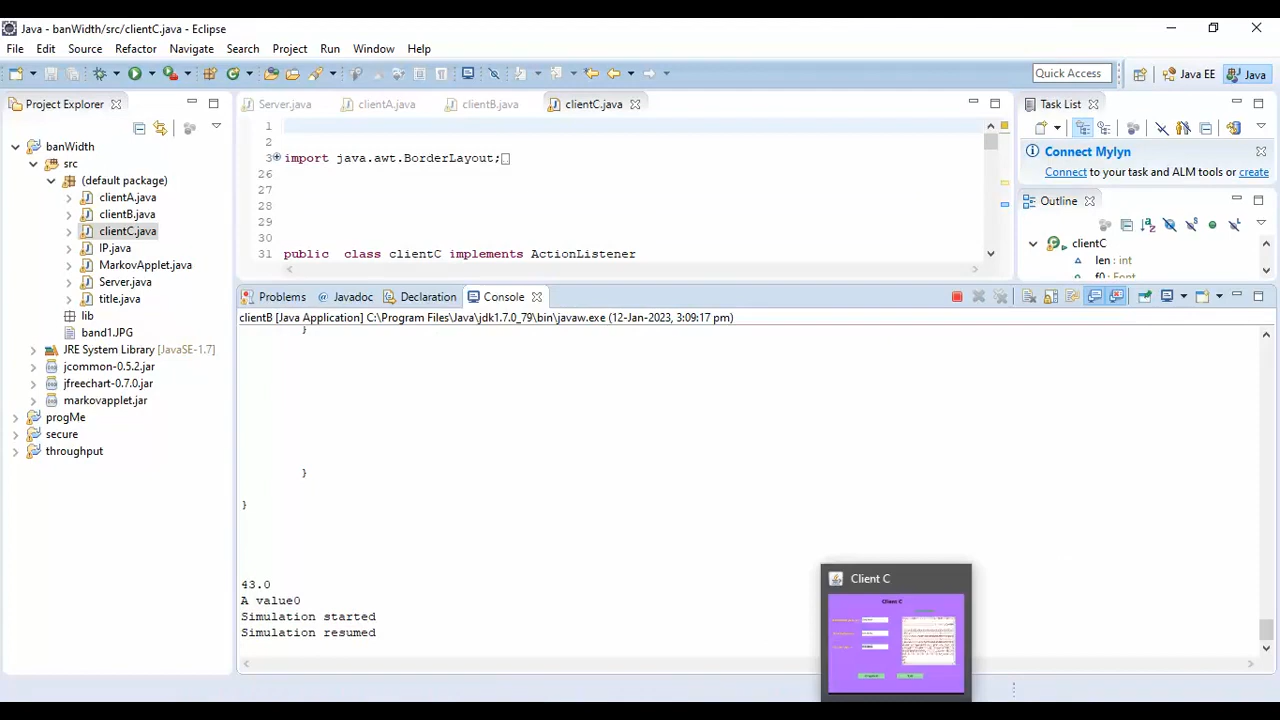 Java - banWidth/src/clientC.java - Eclipse
File Edit Source Refactor Navigate Search Project Run Window Help
Quick Access
Java EE
Java
Project Explorer
banWidth
src
(default package)
clientA.java
clientB.java
clientC.java
IP.java
MarkovApplet.java
Server.java
title.java
lib
band1.JPG
JRE System Library [JavaSE-1.7]
jcommon-0.5.2.jar
jfreechart-0.7.0.jar
markovapplet.jar
progMe
secure
throughput
Server.java clientA.java clientB.java clientC.java
1
2
3 import java.awt.BorderLayout;
26
27
28
29
30
31 public class clientC implements ActionListener
Task List
Connect Mylyn
Connect to your task and ALM tools or create
Outline
clientC
len : int
f0 : Font
Problems Javadoc Declaration Console
clientB [Java Application] C:\Program Files\Java\jdk1.7.0_79\bin\javaw.exe (12-Jan-2023, 3:09:17 pm)
}
}
}
43.0
A value0
Simulation started
Simulation resumed
Client C
Client C